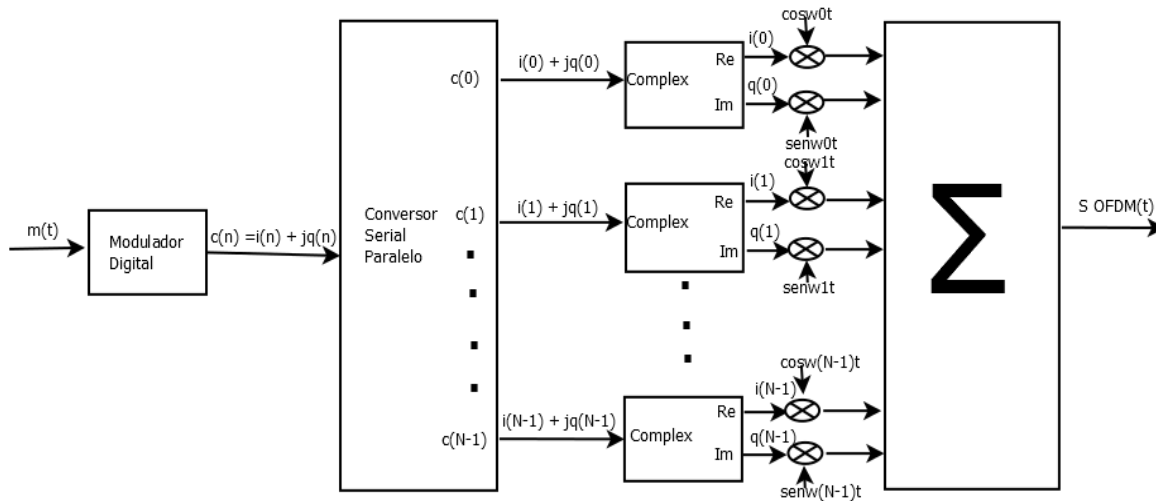 m(t)
Modulador
Digital
c(n) =i(n) + jq(n)
Conversor
Serial
Paralelo
c(0)
c(1)
c(N-1)
i(0) + jq(0)
Complex
Re
Im
i(0)
q(0)
cosw0t
senw0t
i(1) + jq(1)
Complex
Re
Im
i(1)
q(1)
cosw1t
senw1t
i(N-1) + jq(N-1)
Complex
Re
Im
i(N-1)
q(N-1)
cosw(N-1)t
senw(N-1)t
Σ
S OFDM(t)